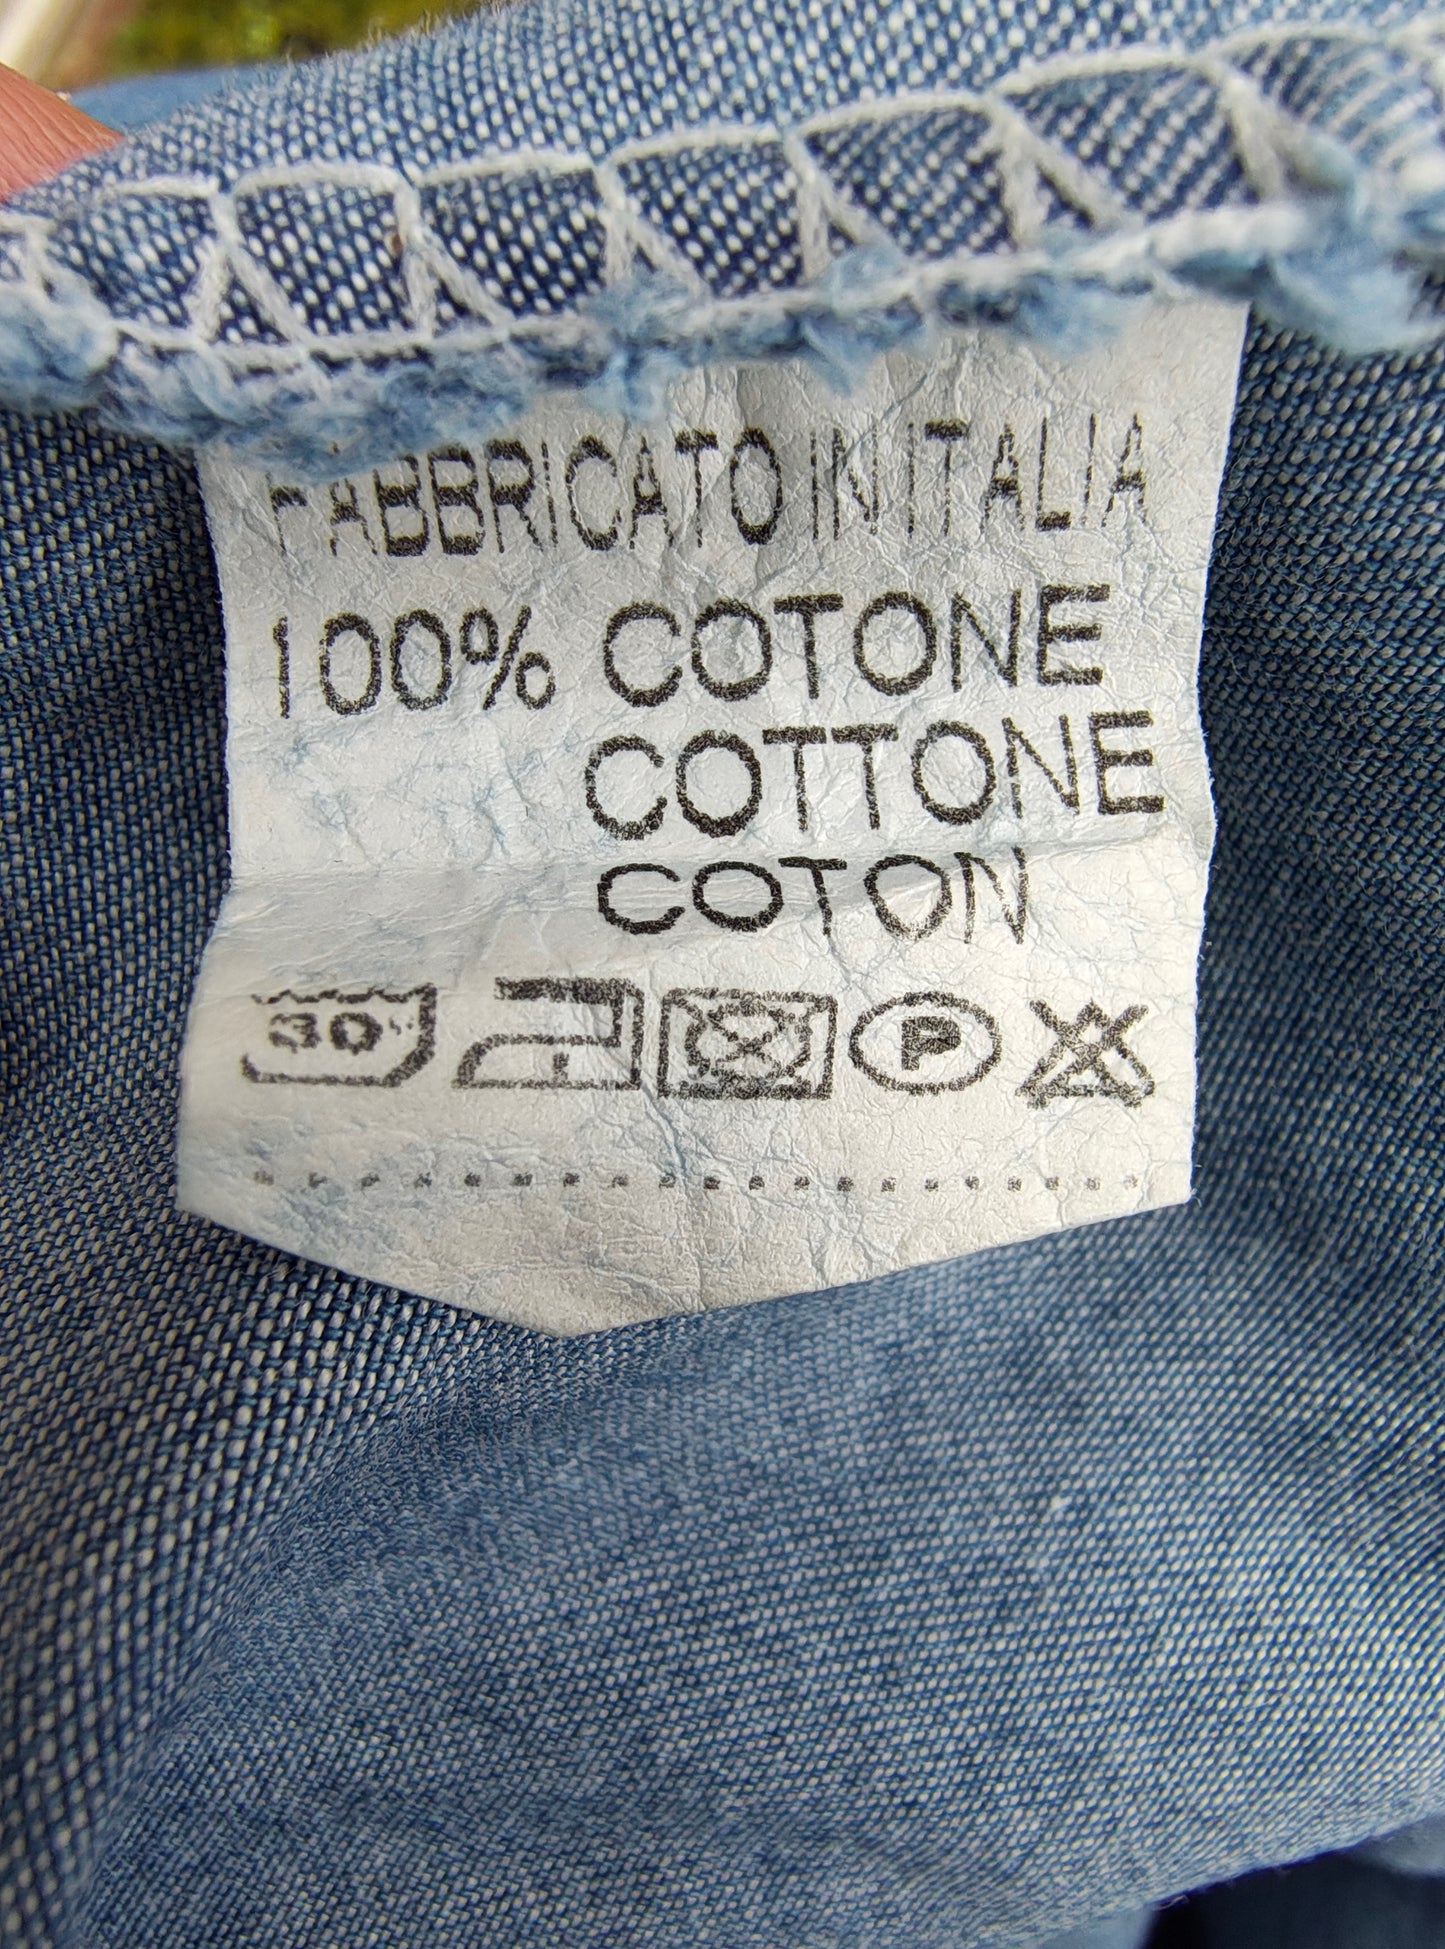 FABBRICATO IN ITALIA
100% COTONE
COTTONE
COTON
30° P